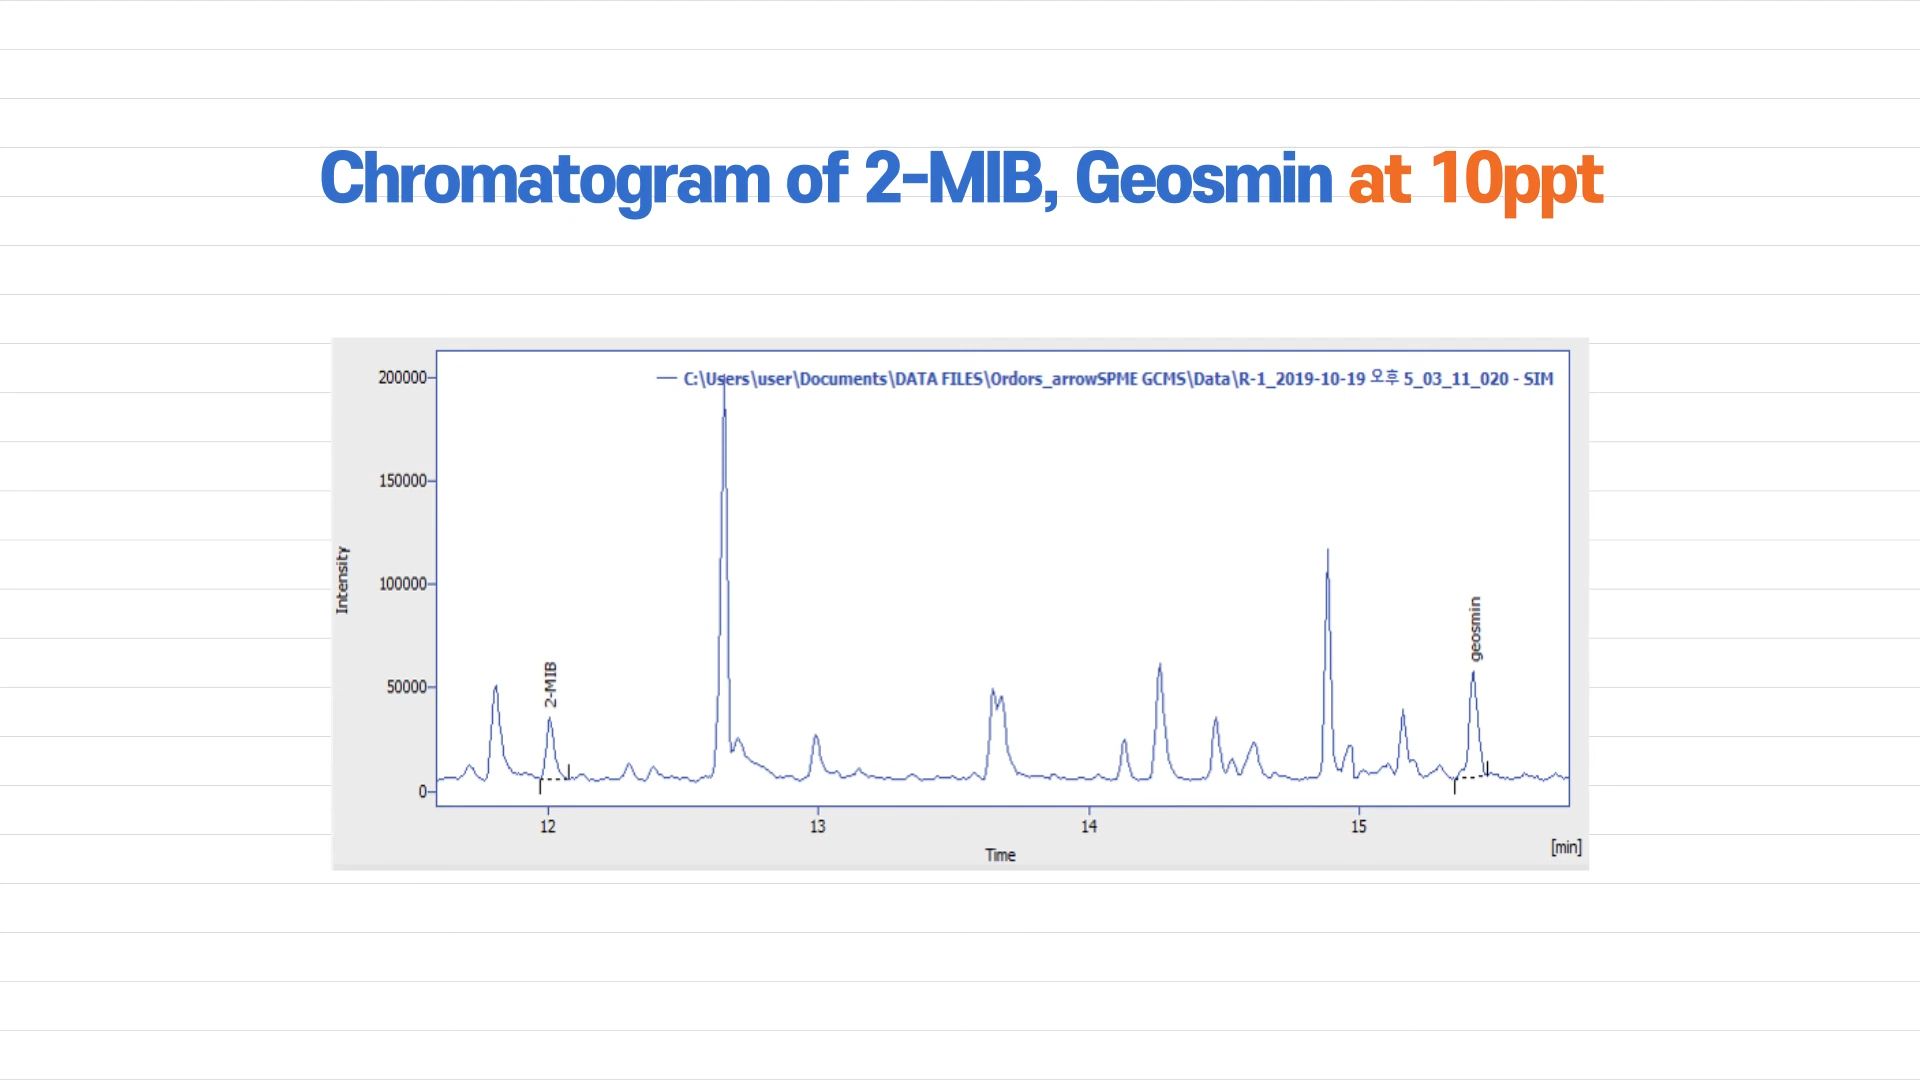 Chromatogram of 2-MIB, Geosmin at 10ppt
C:\Users\user\Documents\DATA FILES\Ordors_arrowSPME GCMS\Data\R-1_2019-10-19 오후 5_03_11_020 - SIM
200000
150000
100000
50000
0
Intensity
2-MIB
geosmin
12
13
14
15
Time
[min]